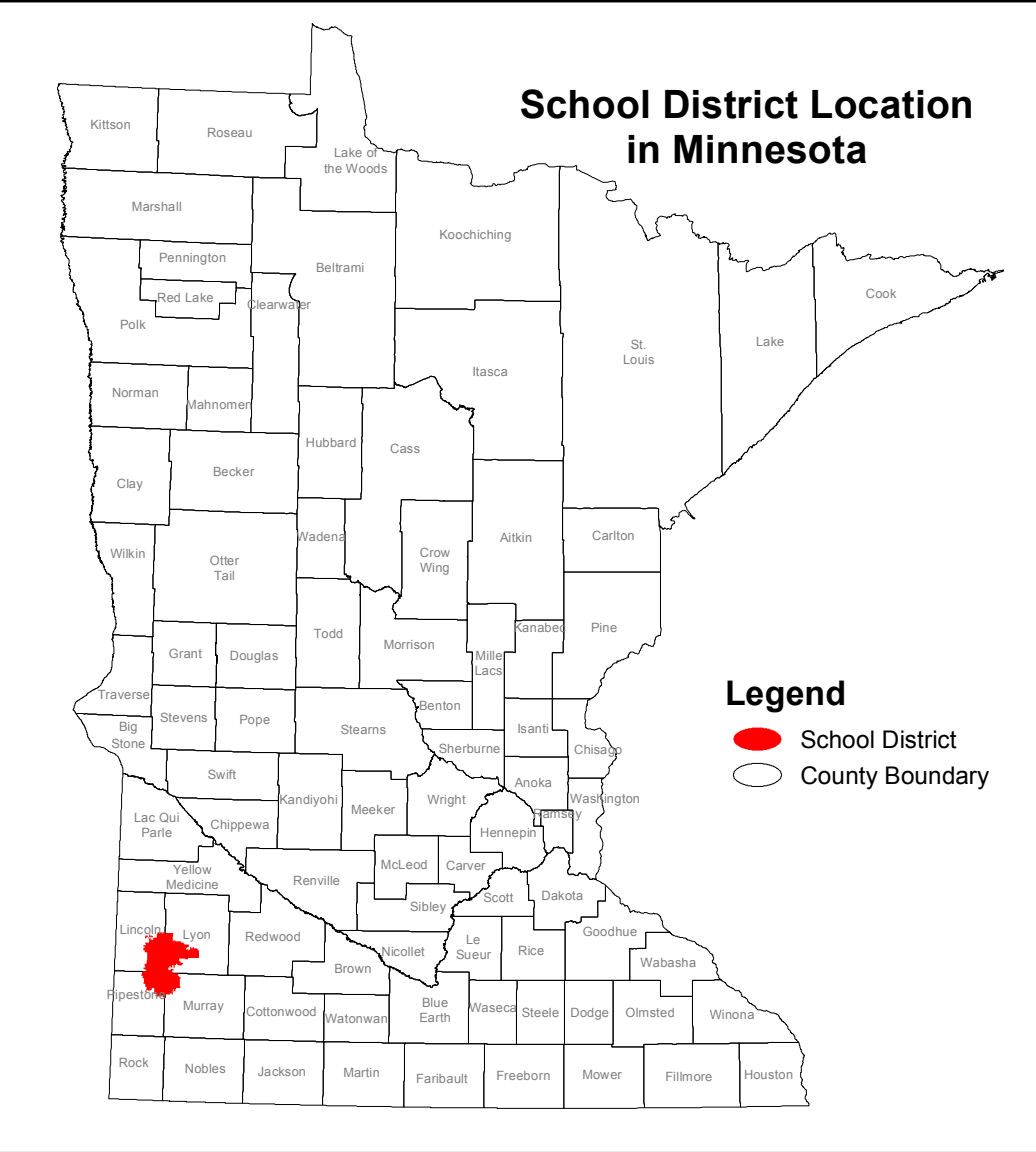 School District Location
in Minnesota
Kittson
Roseau
Lake of
the Woods
Marshall
Koochiching
Pennington
Beltrami
Red Lake
Clearwater
Cook
Polk
St.
Louis
Lake
Itasca
Norman
Mahnomen
Hubbard
Cass
Becker
Clay
Wadena
Aitkin
Carlton
Wilkin
Otter
Tail
Crow
Wing
Todd
Morrison
Kanabec
Pine
Grant
Douglas
Mille
Lacs
Traverse
Stevens
Pope
Stearns
Benton
Big
Stone
Isanti
Sherburne
Chisago
Swift
Kandiyohi
Meeker
Wright
Anoka
Washington
Ramsey
Lac Qui
Parle
Chippewa
Hennepin
Yellow
Medicine
Renville
McLeod
Carver
Scott
Dakota
Sibley
Lincoln
Lyon
Redwood
Nicollet
Le
Sueur
Rice
Goodhue
Brown
Wabasha
Pipestone
Murray
Cottonwood
Watonwan
Blue
Earth
Waseca
Steele
Dodge
Olmsted
Winona
Rock
Nobles
Jackson
Martin
Faribault
Freeborn
Mower
Fillmore
Houston
Legend
School District
County Boundary